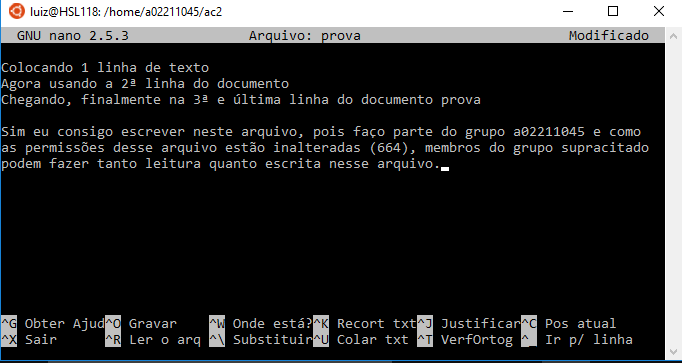 luiz@HSL118: /home/a02211045/ac2
GNU nano 2.5.3 Arquivo: prova Modificado
Colocando 1 linha de texto
Agora usando a 2ª linha do documento
Chegando, finalmente na 3ª e última linha do documento prova
Sim eu consigo escrever neste arquivo, pois faço parte do grupo a02211045 e como
as permissões desse arquivo estão inalteradas (664), membros do grupo supracitado
podem fazer tanto leitura quanto escrita nesse arquivo.
^G Obter Ajud^O Gravar ^W Onde está?^K Recort txt^J Justificar^C Pos atual
^X Sair ^R Ler o arq ^\ Substituir^U Colar txt ^T VerfOrtog ^_ Ir p/ linha